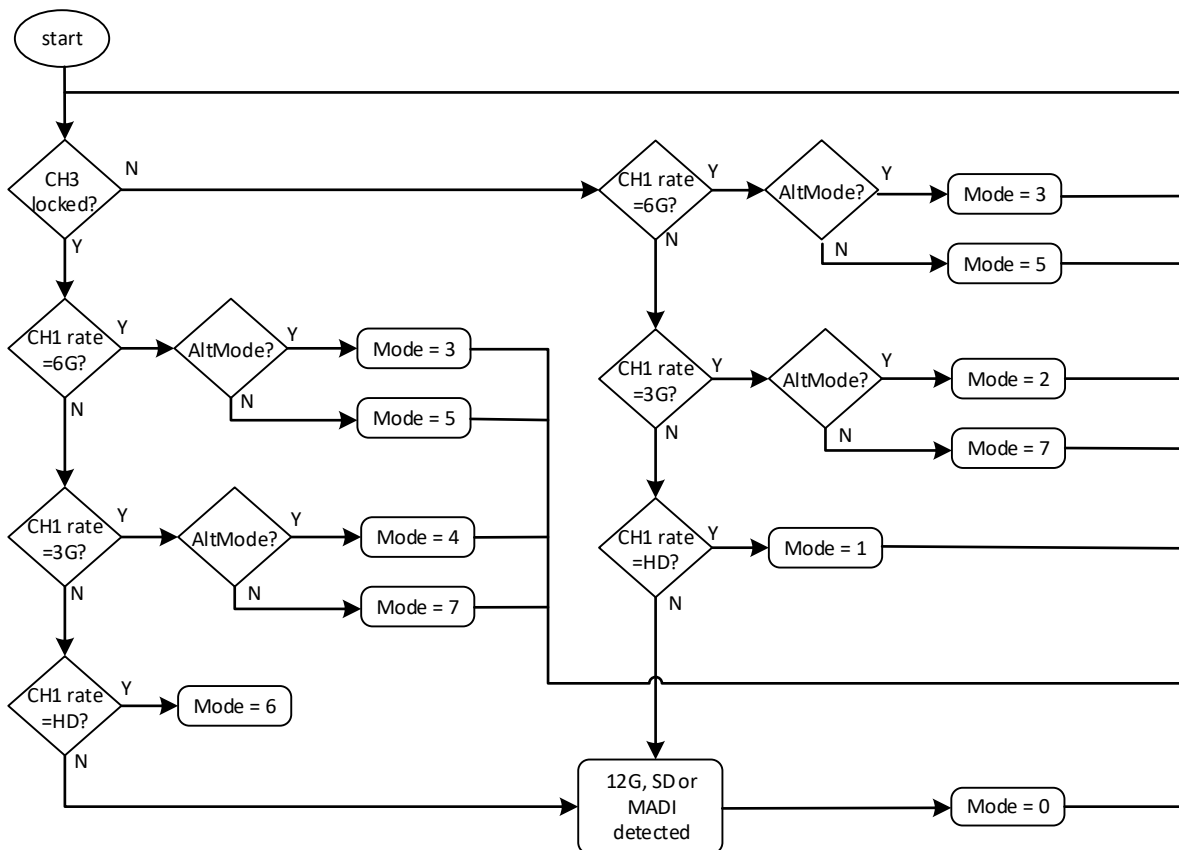 start
CH3
locked?
N
Y
CH1 rate
=6G?
Y
N
AltMode?
Y
N
Mode = 3
Mode = 5
CH1 rate
=3G?
Y
N
AltMode?
Y
N
Mode = 4
Mode = 7
CH1 rate
=HD?
Y
N
Mode = 6
CH1 rate
=6G?
Y
N
AltMode?
Y
N
Mode = 3
Mode = 5
CH1 rate
=3G?
Y
N
AltMode?
Y
N
Mode = 2
Mode = 7
CH1 rate
=HD?
Y
N
Mode = 1
12G, SD or
MADI
detected
Mode = 0